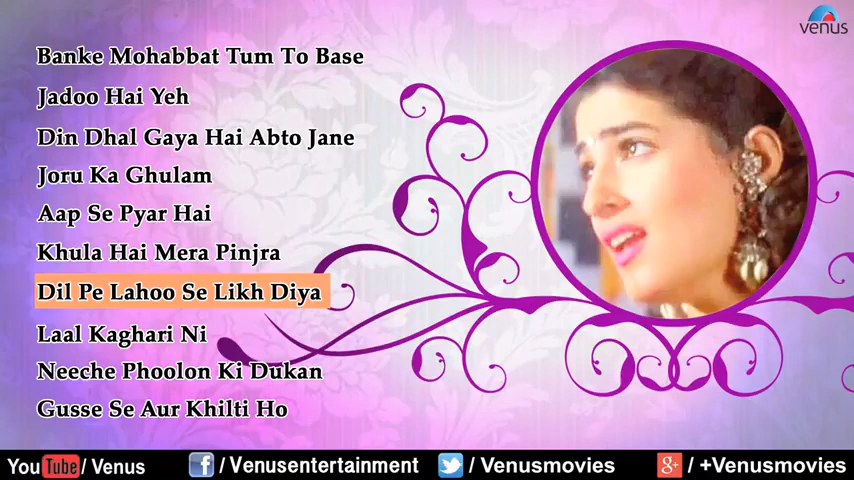 venus
Banke Mohabbat Tum To Base
Jadoo Hai Yeh
Din Dhal Gaya Hai Abto Jane
Joru Ka Ghulam
Aap Se Pyar Hai
Khula Hai Mera Pinjra
Dil Pe Lahoo Se Likh Diya
Laal Kaghari Ni
Neeche Phoolon Ki Dukan
Gusse Se Aur Khilti Ho
You Tube / Venus f / Venusentertainment / Venusmovies g+ / +Venusmovies